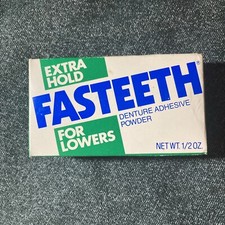 EXTRA
HOLD
FASTEETH®
DENTURE ADHESIVE
POWDER
FOR
LOWERS
NET WT. 1/2 OZ.